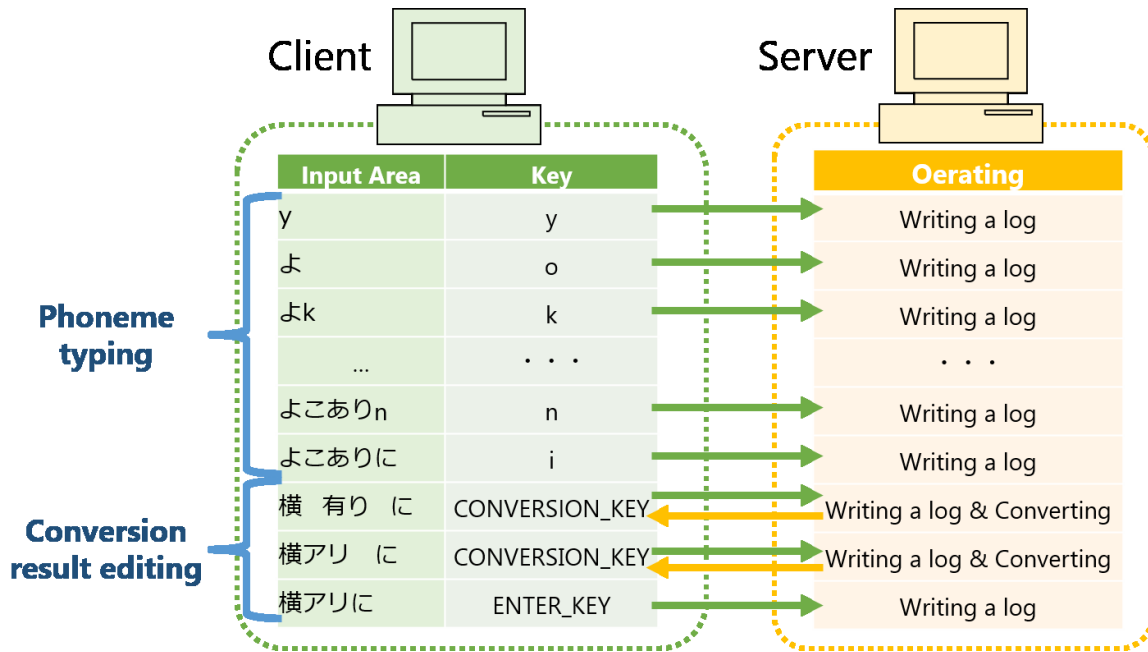 Client
Server
Input Area Key Oerating
y y Writing a log
よ o Writing a log
よk k Writing a log
... ・・・ ・・・
よこありn n Writing a log
よこありに i Writing a log
横 有り に CONVERSION_KEY Writing a log & Converting
横アリ に CONVERSION_KEY Writing a log & Converting
横アリに ENTER_KEY Writing a log
Phoneme
typing
Conversion
result editing